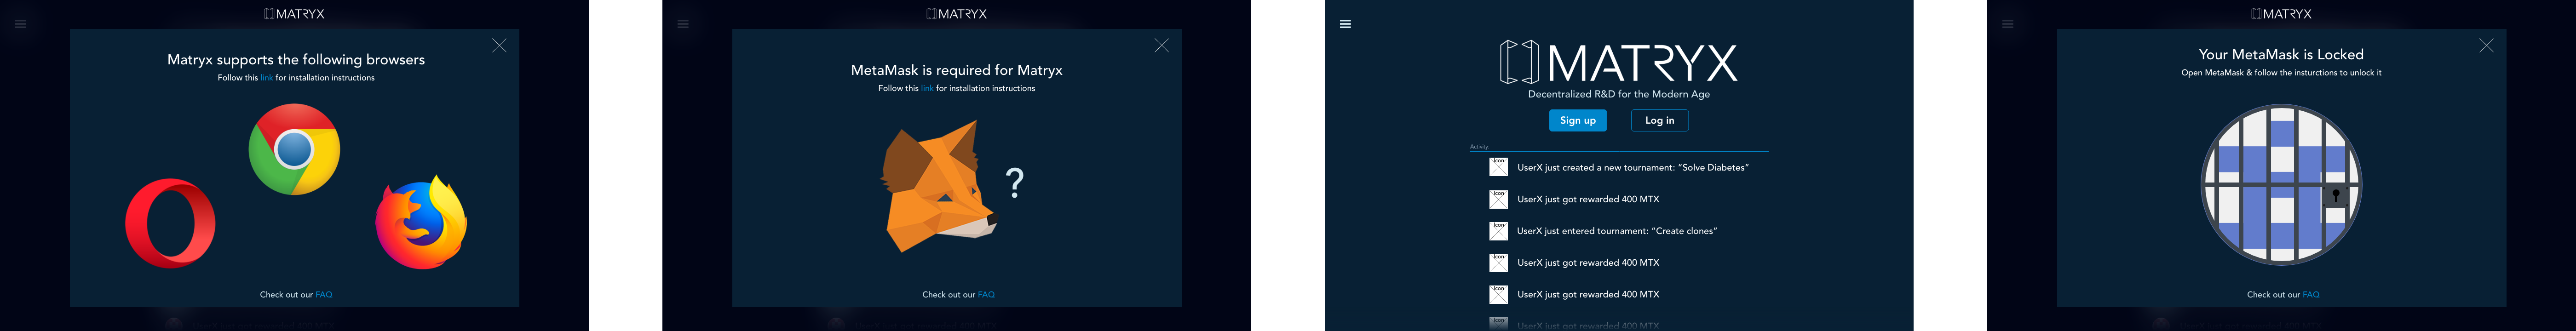 MATRYX
Matryx supports the following browsers
Follow this link for installation instructions
Check out our FAQ
MATRYX
MetaMask is required for Matryx
Follow this link for installation instructions
?
Check out our FAQ
MATRYX
Decentralized R&D for the Modern Age
Sign up
Log in
Activity:
Icon
UserX just created a new tournament: “Solve Diabetes”
Icon
UserX just got rewarded 400 MTX
Icon
UserX just entered tournament: “Create clones”
Icon
UserX just got rewarded 400 MTX
Icon
UserX just got rewarded 400 MTX
Icon
UserX just got rewarded 400 MTX
MATRYX
Your MetaMask is Locked
Open MetaMask & follow the insturctions to unlock it
Check out our FAQ